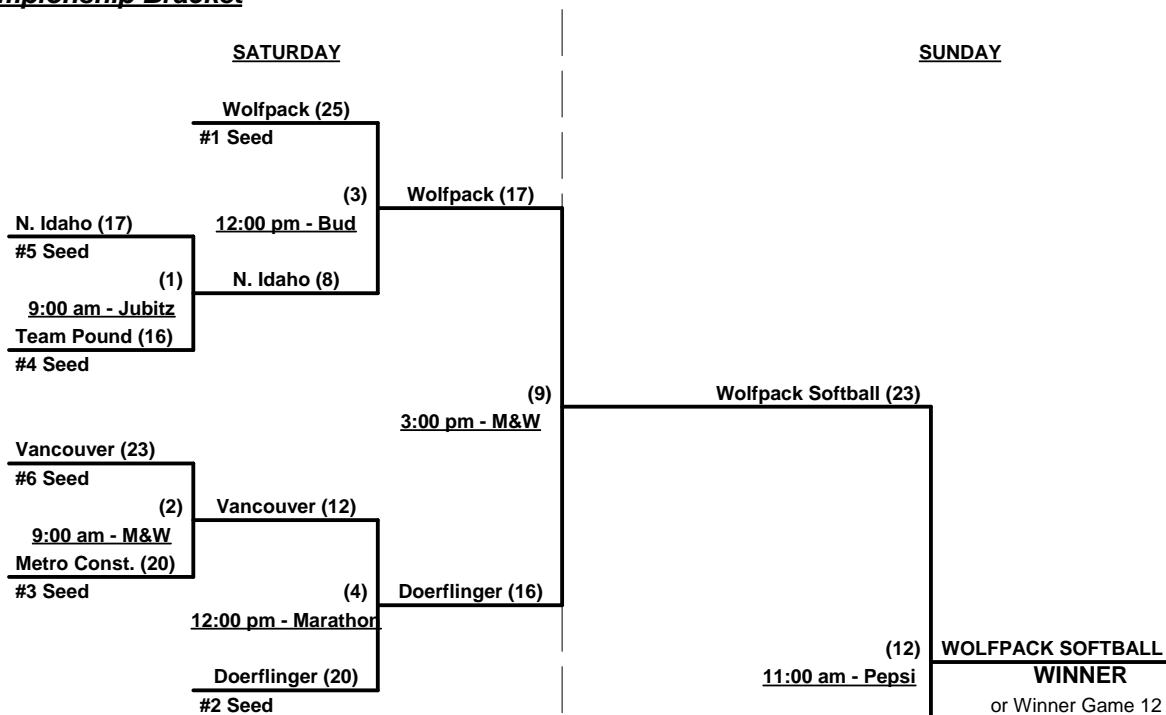 SATURDAY
SUNDAY
Wolfpack (25)
#1 Seed
(3)
12:00 pm - Bud
Wolfpack (17)
N. Idaho (17)
#5 Seed
(1)
9:00 am - Jubitz
N. Idaho (8)
Team Pound (16)
#4 Seed
(9)
3:00 pm - M&W
Wolfpack Softball (23)
Vancouver (23)
#6 Seed
(2)
9:00 am - M&W
Vancouver (12)
Metro Const. (20)
#3 Seed
(4)
12:00 pm - Marathon
Doerflinger (16)
Doerflinger (20)
#2 Seed
(12)
11:00 am - Pepsi
WOLFPACK SOFTBALL
WINNER
or Winner Game 12